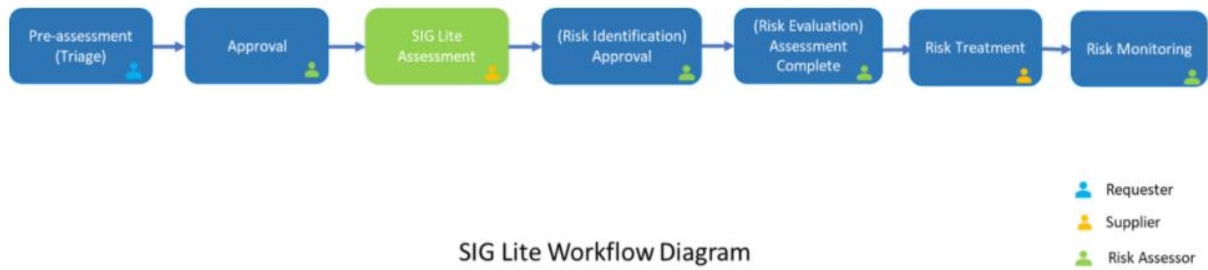 Pre-assessment
(Triage)
Approval
SIG Lite
Assessment
(Risk Identification)
Approval
(Risk Evaluation)
Assessment
Complete
Risk Treatment
Risk Monitoring
Requester
Supplier
Risk Assessor
SIG Lite Workflow Diagram